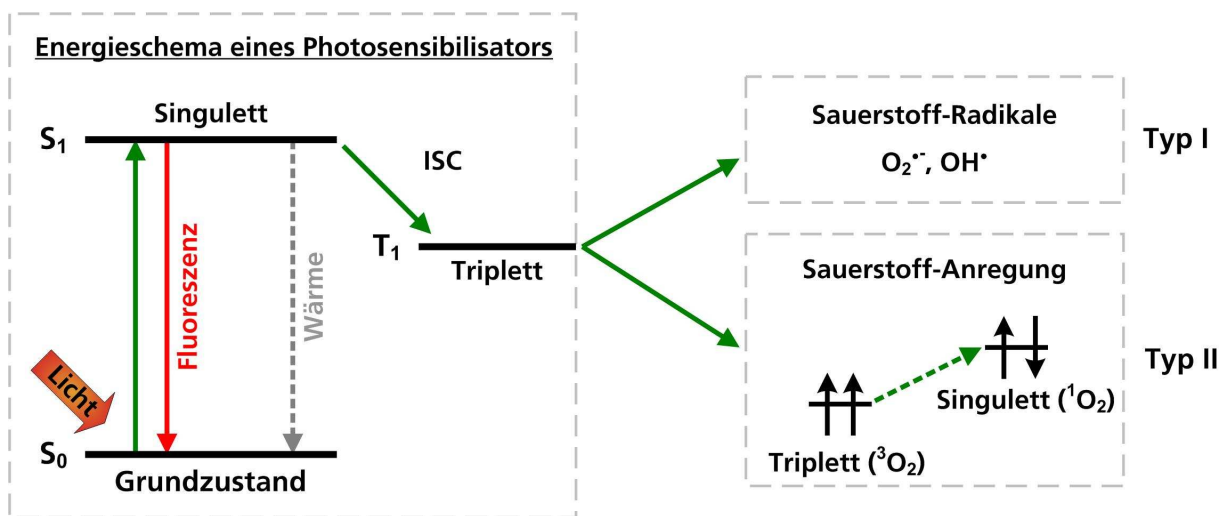 Energieschema eines Photosensibilisators
Singulett
S₁
ISC
Fluoreszenz
Wärme
T₁
Triplett
Licht
S₀
Grundzustand
Sauerstoff-Radikale
O₂•⁻, OH•
Typ I
Sauerstoff-Anregung
Singulett (¹O₂)
Triplett (³O₂)
Typ II